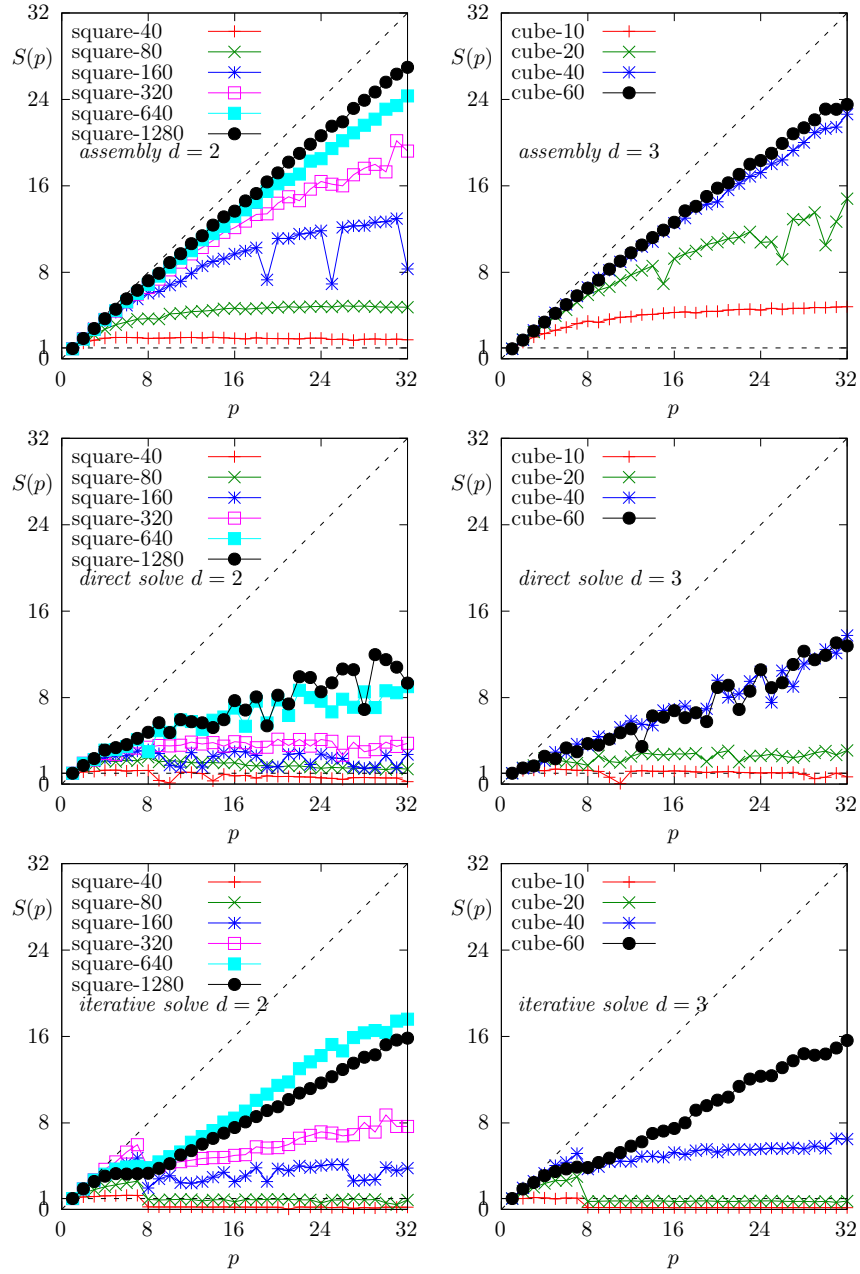 32
square-40
S(p)
square-80
square-160
24
square-320
square-640
square-1280
assembly d = 2
16
8
1
0
0
8
16
24
32
p
32
cube-10
S(p)
cube-20
cube-40
24
cube-60
assembly d = 3
16
8
1
0
0
8
16
24
32
p
32
square-40
S(p)
square-80
square-160
24
square-320
square-640
square-1280
direct solve d = 2
16
8
1
0
0
8
16
24
32
p
32
cube-10
S(p)
cube-20
cube-40
24
cube-60
direct solve d = 3
16
8
1
0
0
8
16
24
32
p
32
square-40
S(p)
square-80
square-160
24
square-320
square-640
square-1280
iterative solve d = 2
16
8
1
0
0
8
16
24
32
p
32
cube-10
S(p)
cube-20
cube-40
24
cube-60
iterative solve d = 3
16
8
1
0
0
8
16
24
32
p